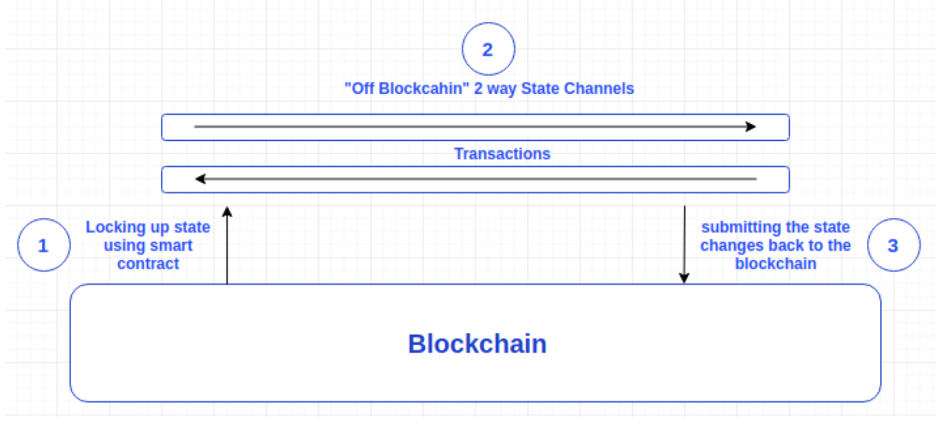 2
"Off Blockcahin" 2 way State Channels
Transactions
1
Locking up state
using smart
contract
submitting the state
changes back to the
blockchain
3
Blockchain